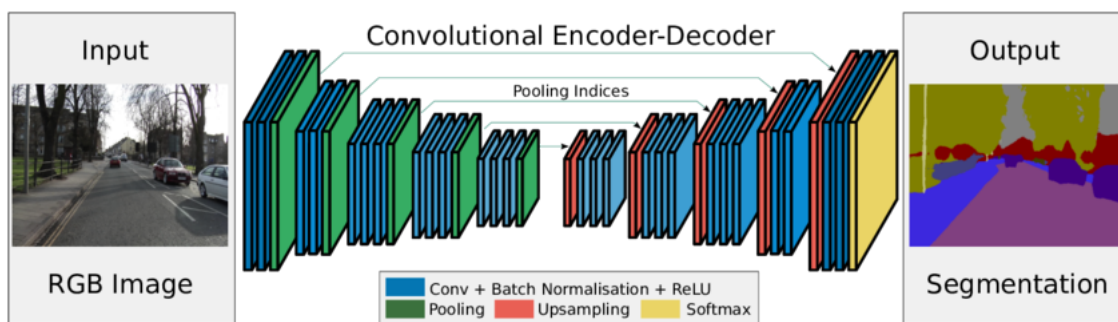 Input
RGB Image
Convolutional Encoder-Decoder
Pooling Indices
Conv + Batch Normalisation + ReLU
Pooling
Upsampling
Softmax
Output
Segmentation